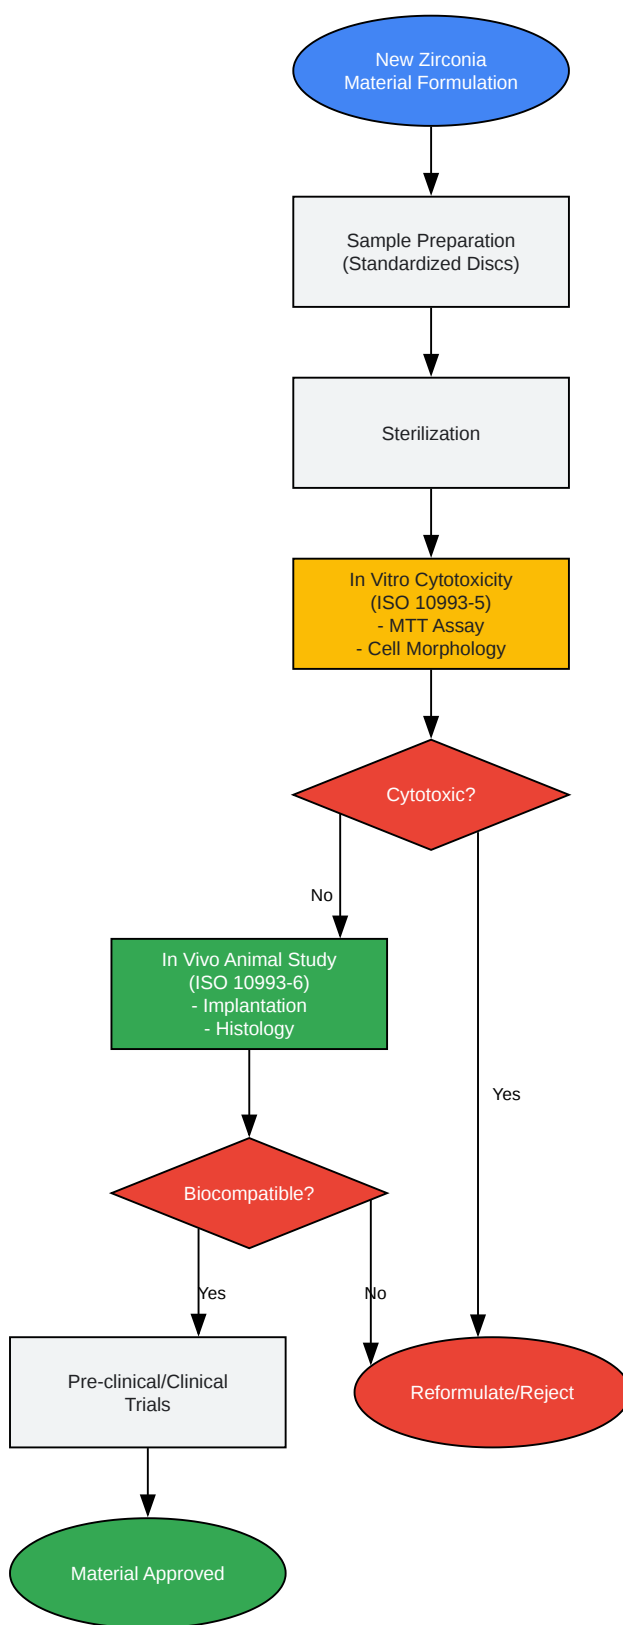 New Zirconia
Material Formulation
Sample Preparation
(Standardized Discs)
Sterilization
In Vitro Cytotoxicity
(ISO 10993-5)
- MTT Assay
- Cell Morphology
Cytotoxic?
No
In Vivo Animal Study
(ISO 10993-6)
- Implantation
- Histology
Yes
Biocompatible?
Yes
No
Pre-clinical/Clinical
Trials
Reformulate/Reject
Material Approved